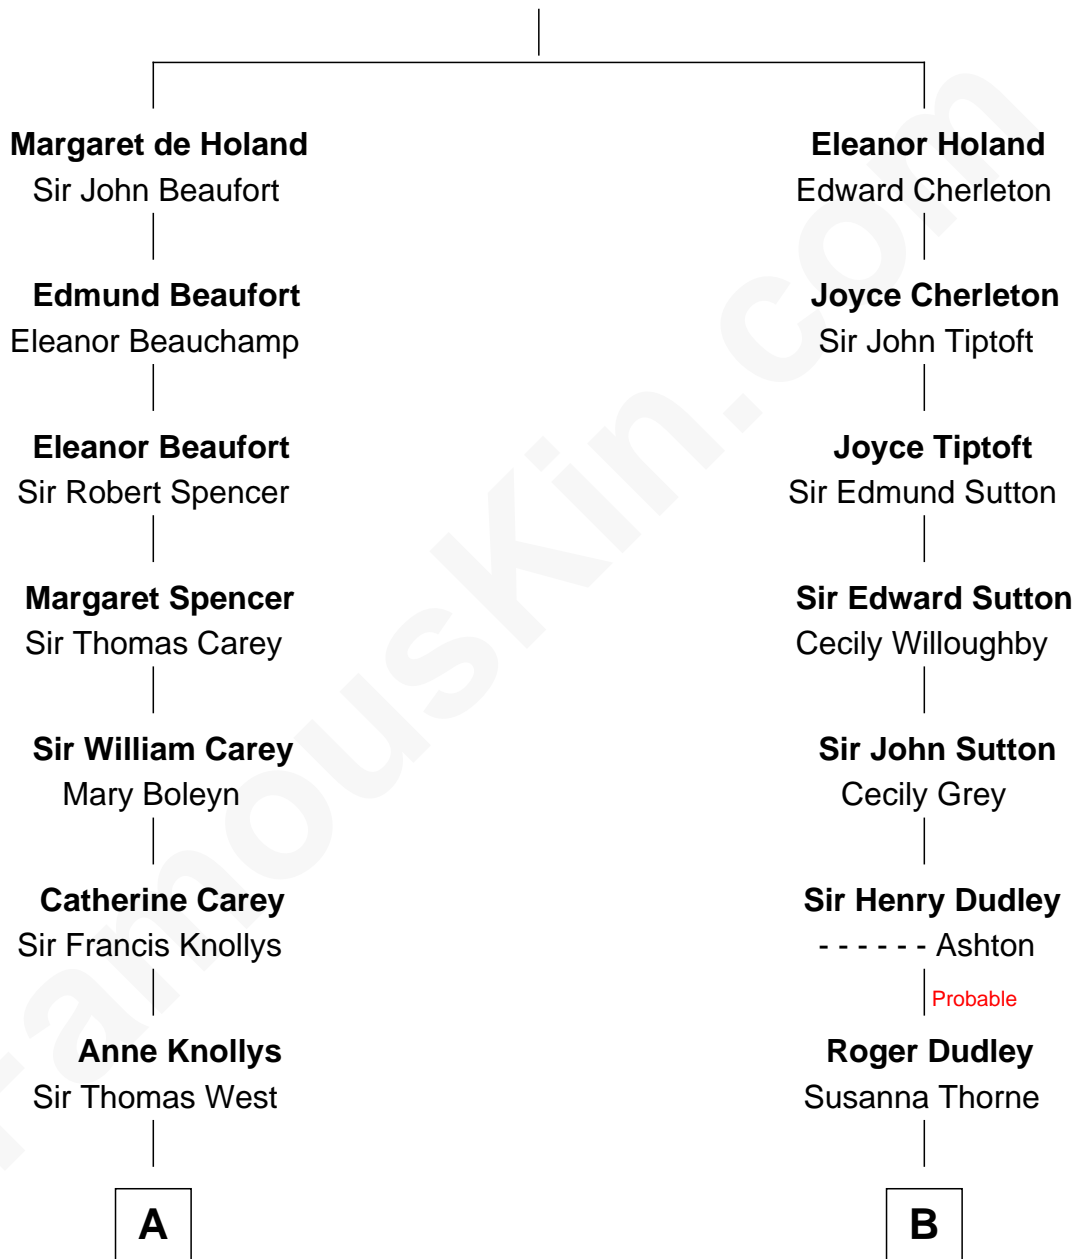 Margaret de Holand
Sir John Beaufort
Edmund Beaufort
Eleanor Beauchamp
Eleanor Beaufort
Sir Robert Spencer
Margaret Spencer
Sir Thomas Carey
Sir William Carey
Mary Boleyn
Catherine Carey
Sir Francis Knollys
Anne Knollys
Sir Thomas West
A
Eleanor Holand
Edward Cherleton
Joyce Cherleton
Sir John Tiptoft
Joyce Tiptoft
Sir Edmund Sutton
Sir Edward Sutton
Cecily Willoughby
Sir John Sutton
Cecily Grey
Sir Henry Dudley
- - - - - - Ashton
Probable
Roger Dudley
Susanna Thorne
B
FamousKin.com